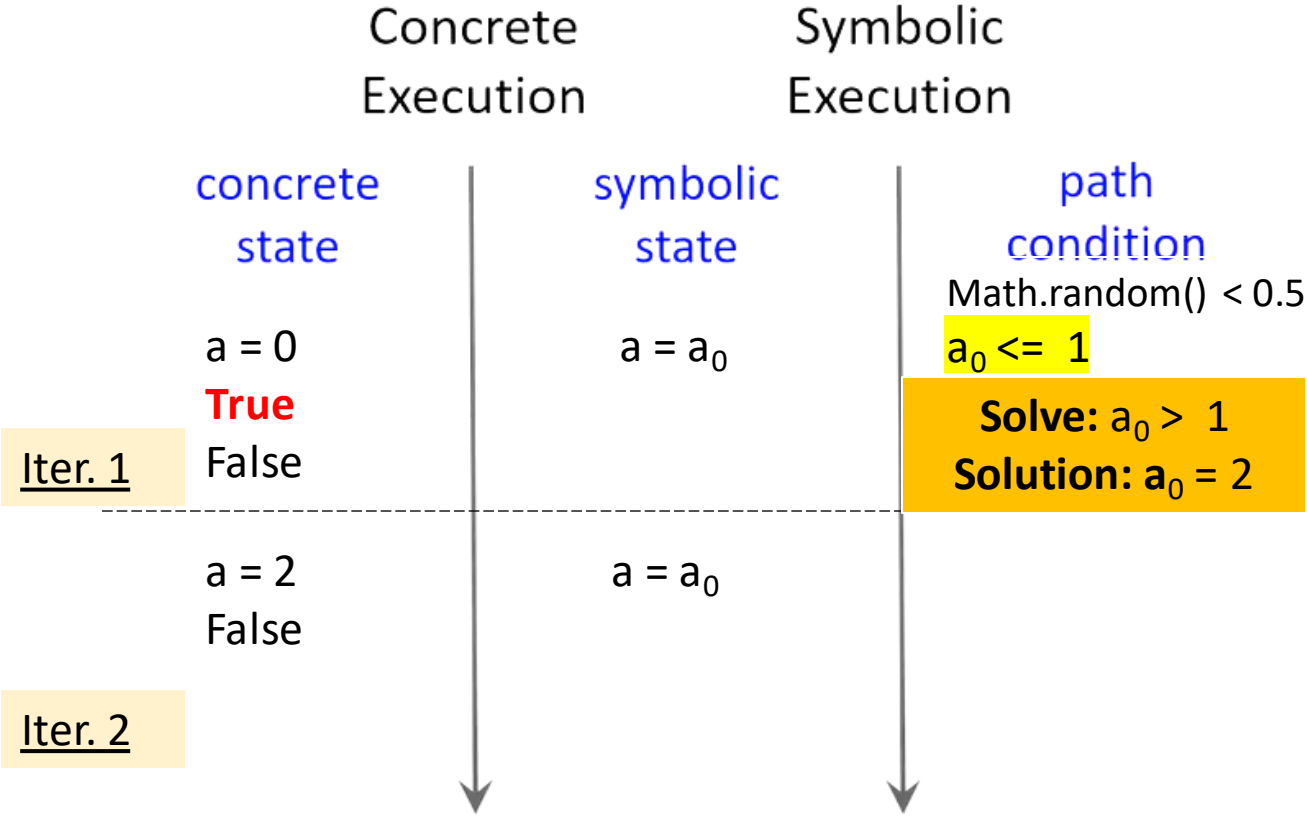 Concrete
Execution
Symbolic
Execution
concrete
state
symbolic
state
path
condition
Math.random() < 0.5
a = 0
a = a₀
a₀ <= 1
True
Solve: a₀ > 1
Iter. 1
False
Solution: a₀ = 2
a = 2
a = a₀
False
Iter. 2